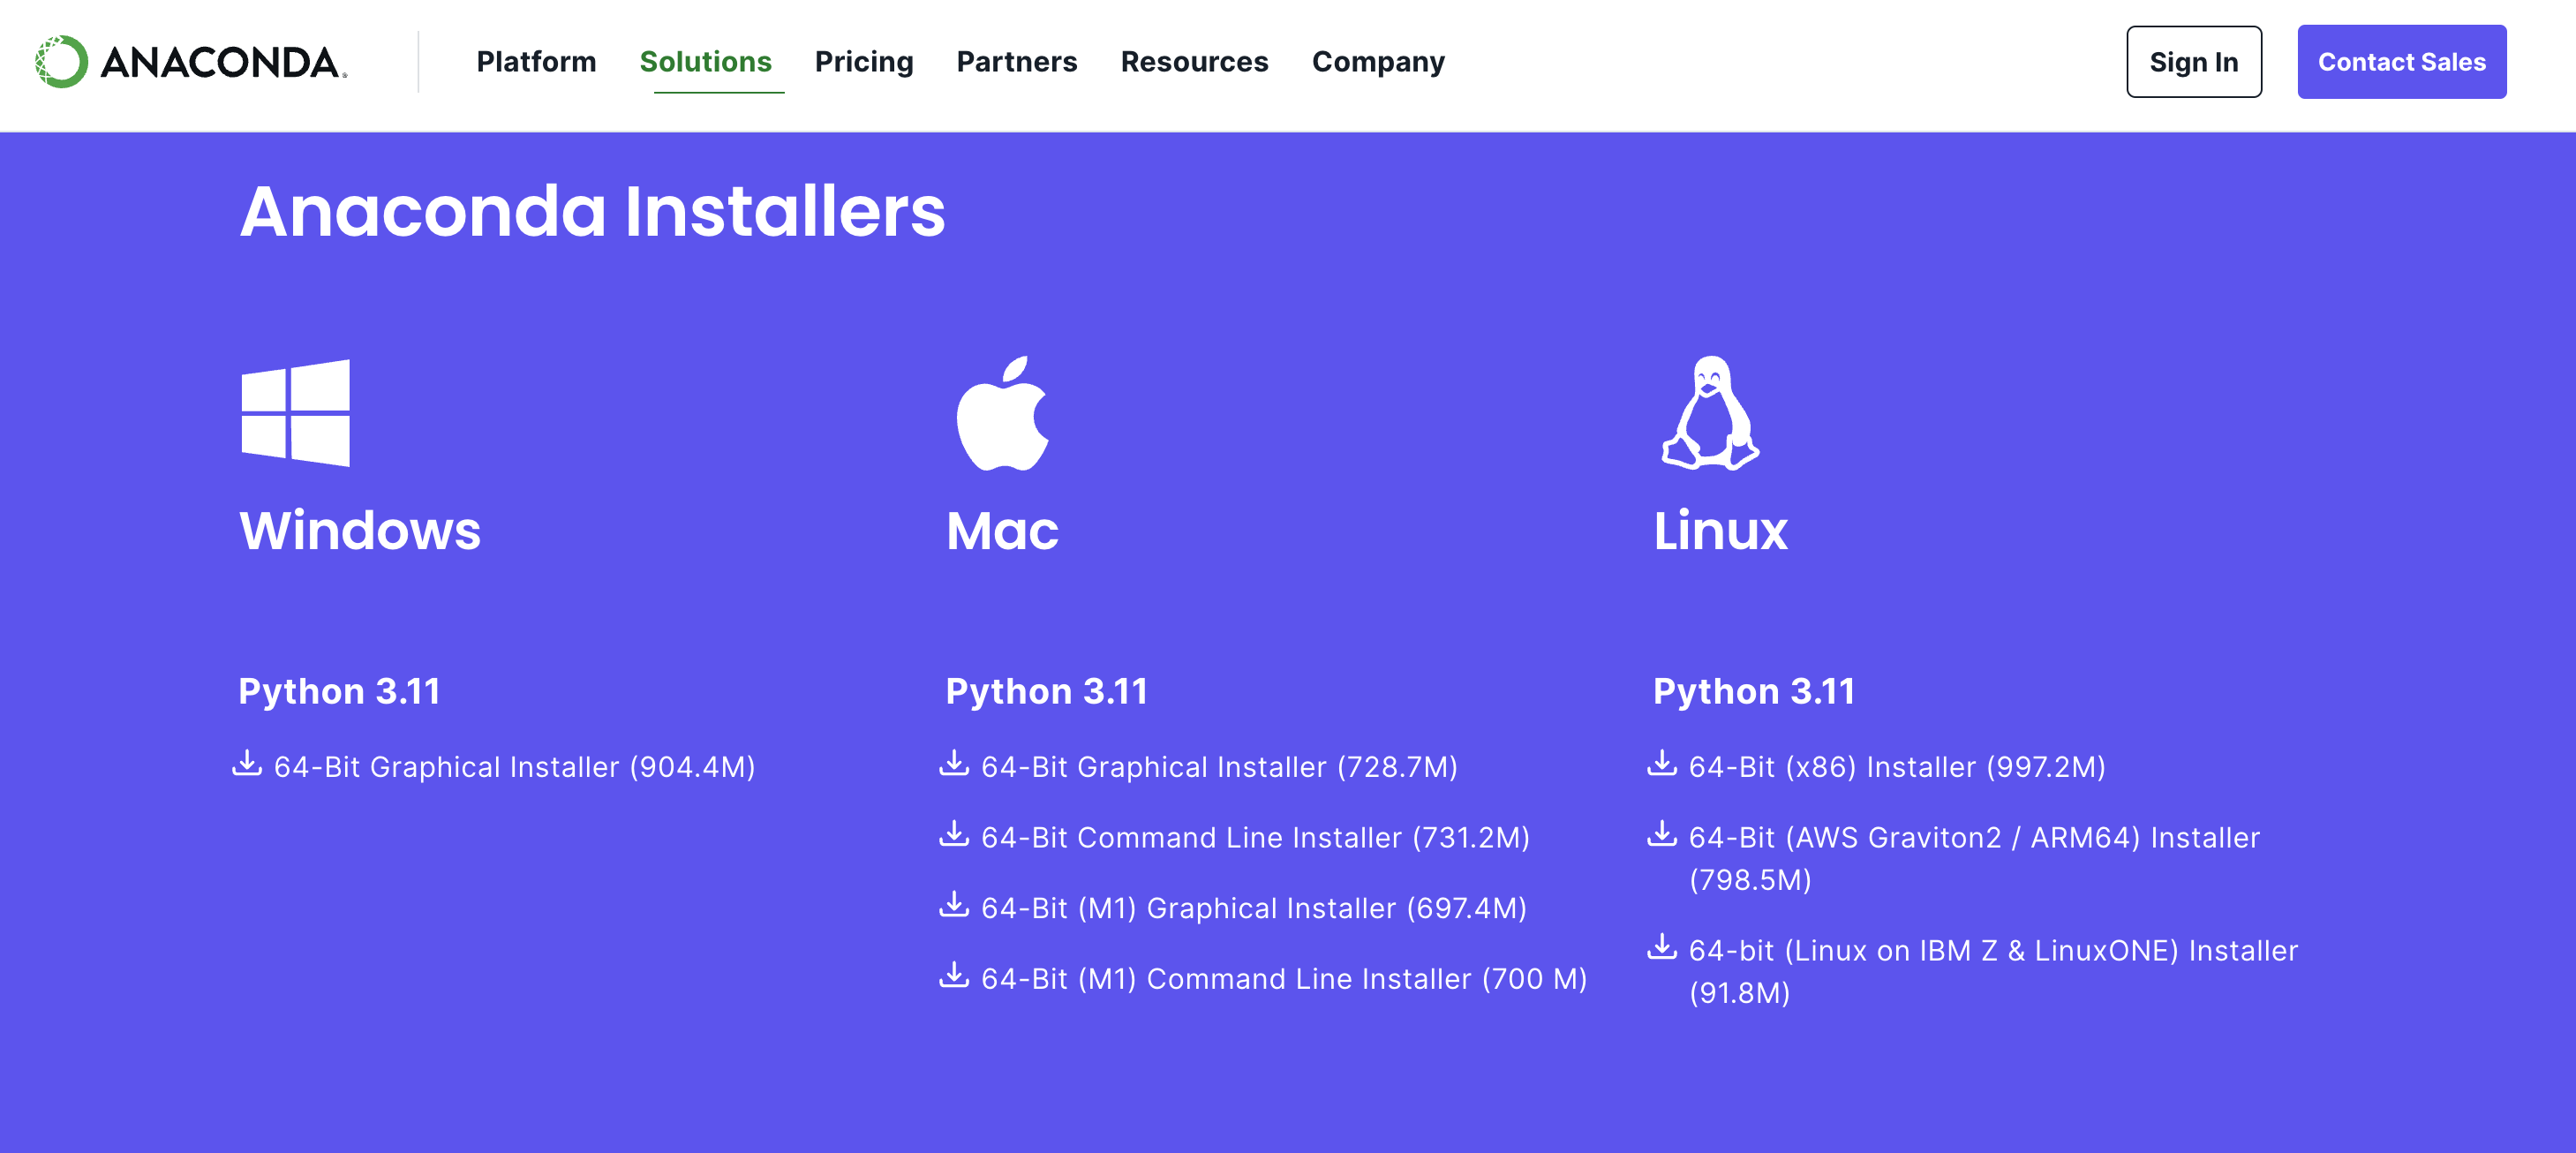 ANACONDA.
Platform
Solutions
Pricing
Partners
Resources
Company
Sign In
Contact Sales
Anaconda Installers
Windows
Python 3.11
64-Bit Graphical Installer (904.4M)
Mac
Python 3.11
64-Bit Graphical Installer (728.7M)
64-Bit Command Line Installer (731.2M)
64-Bit (M1) Graphical Installer (697.4M)
64-Bit (M1) Command Line Installer (700 M)
Linux
Python 3.11
64-Bit (x86) Installer (997.2M)
64-Bit (AWS Graviton2 / ARM64) Installer
(798.5M)
64-bit (Linux on IBM Z & LinuxONE) Installer
(91.8M)